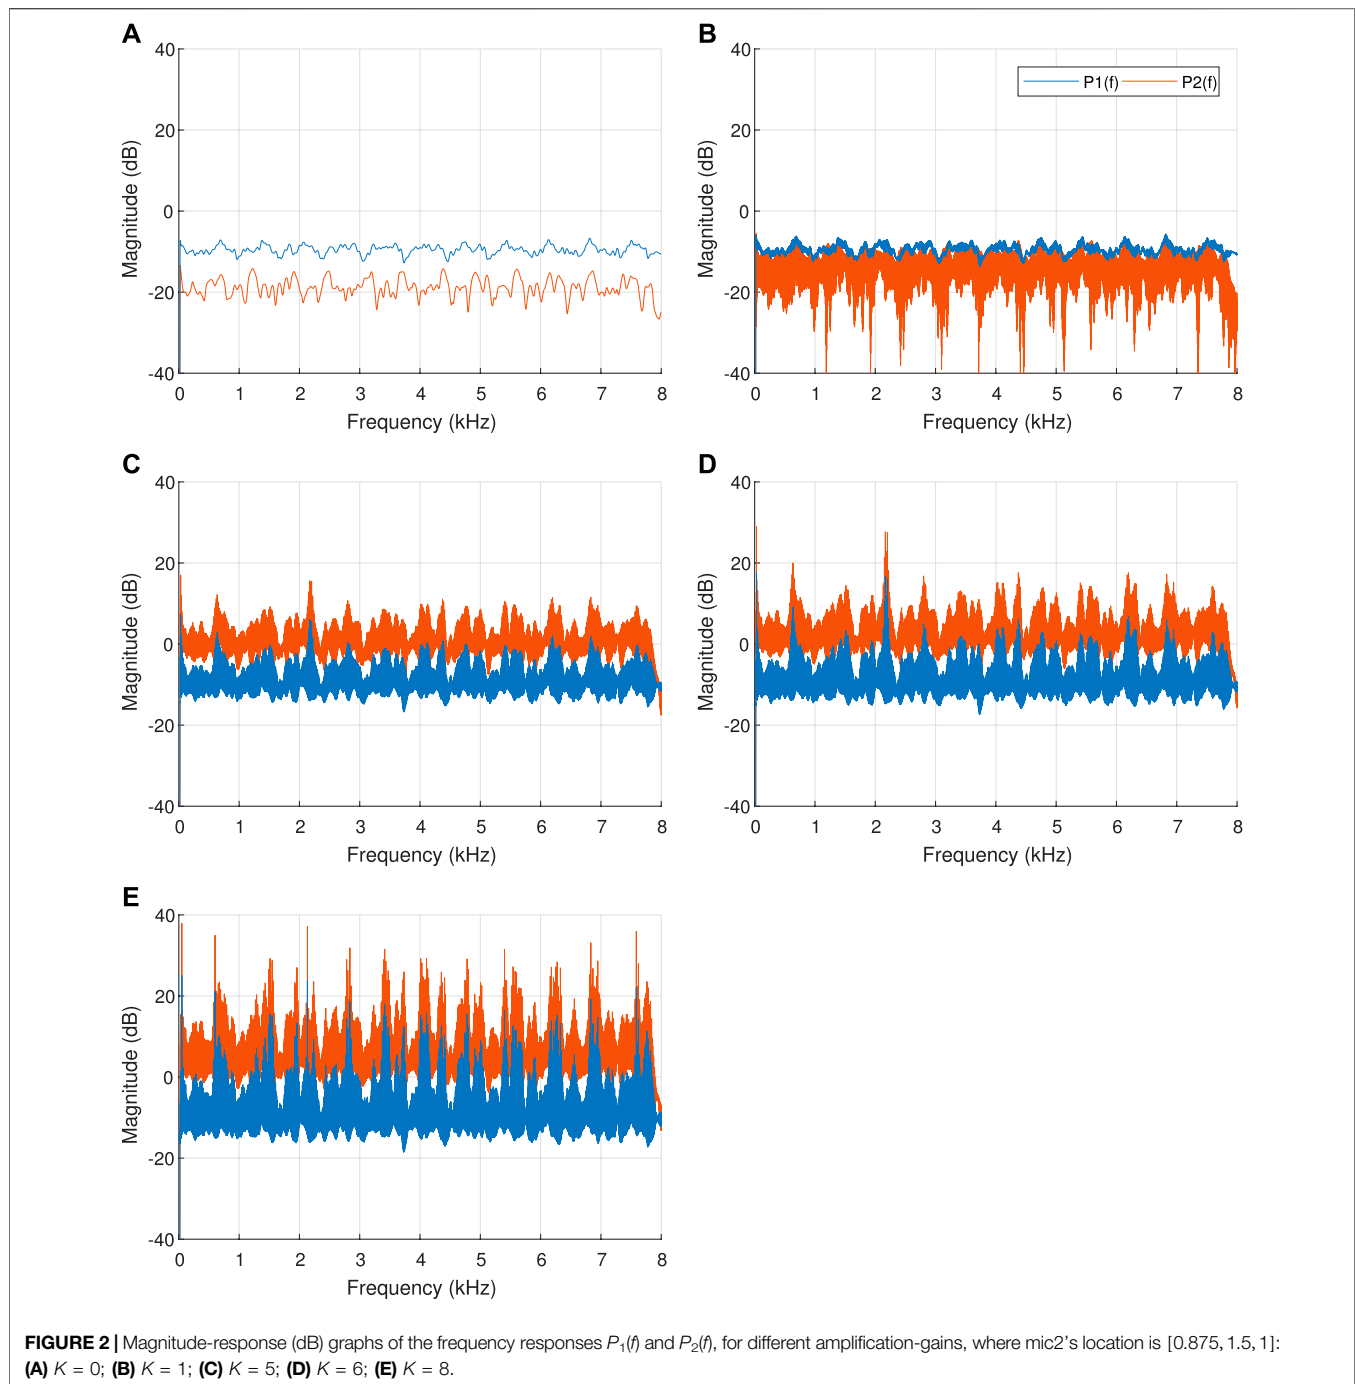 A
40
20
0
-20
-40
0 1 2 3 4 5 6 7 8
Magnitude (dB)
Frequency (kHz)
B
40
20
0
-20
-40
0 1 2 3 4 5 6 7 8
Magnitude (dB)
Frequency (kHz)
P1(f) P2(f)
C
40
20
0
-20
-40
0 1 2 3 4 5 6 7 8
Magnitude (dB)
Frequency (kHz)
D
40
20
0
-20
-40
0 1 2 3 4 5 6 7 8
Magnitude (dB)
Frequency (kHz)
E
40
20
0
-20
-40
0 1 2 3 4 5 6 7 8
Magnitude (dB)
Frequency (kHz)
FIGURE 2 | Magnitude-response (dB) graphs of the frequency responses P₁(f) and P₂(f), for different amplification-gains, where mic2's location is [0.875, 1.5, 1]:
(A) K = 0; (B) K = 1; (C) K = 5; (D) K = 6; (E) K = 8.